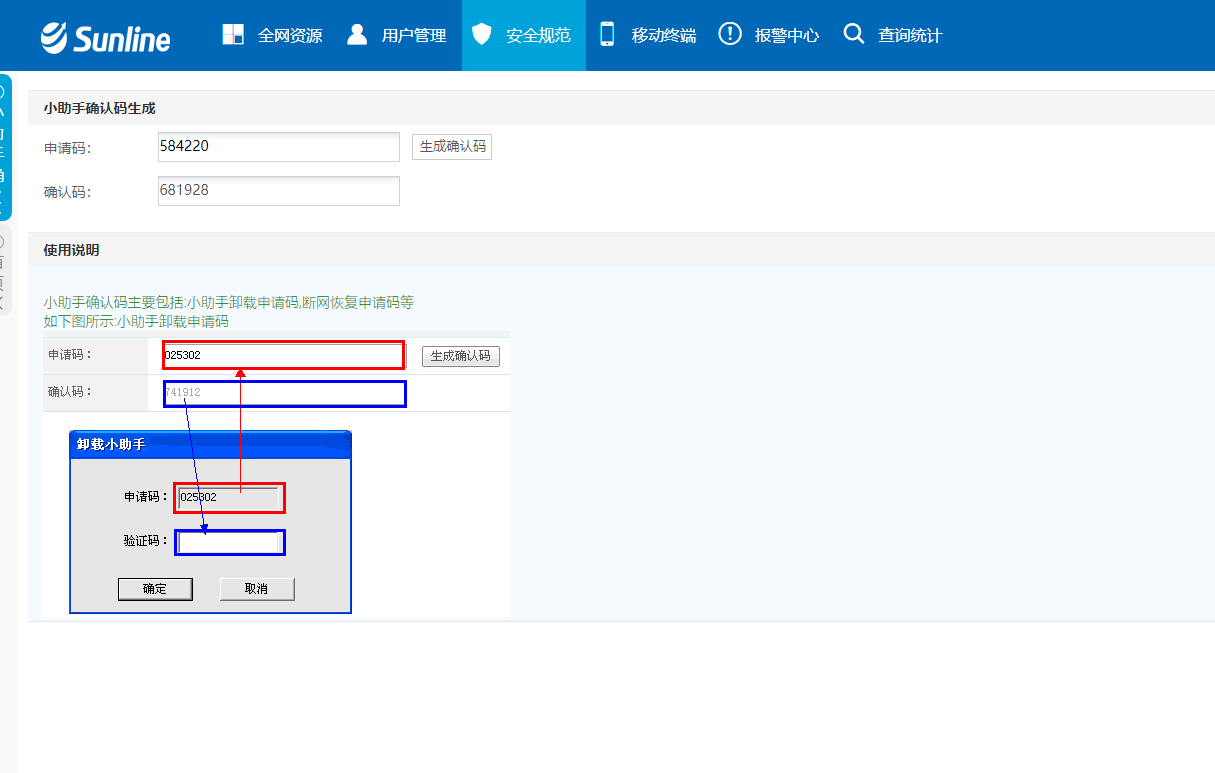 Sunline 全网资源 用户管理 安全规范 移动终端 报警中心 查询统计
小助手确认码生成
申请码: 584220 生成确认码
确认码: 681928
使用说明
小助手确认码主要包括:小助手卸载申请码,断网恢复申请码等
如下图所示:小助手卸载申请码
申请码： 025302 生成确认码
确认码： 741912
卸载小助手
申请码： 025302
验证码：
确定 取消